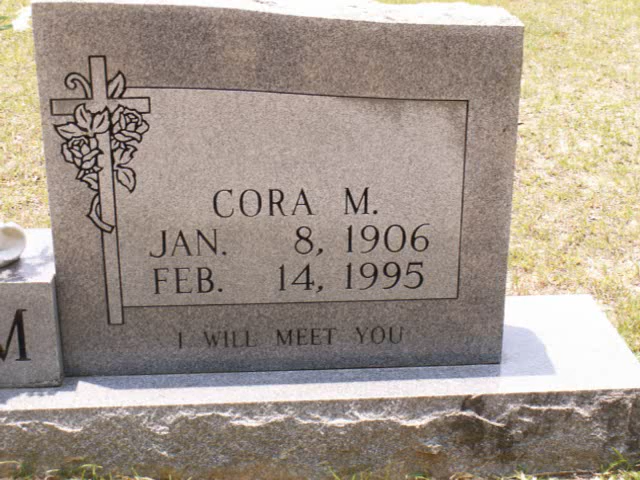 CORA M.
JAN. 8, 1906
FEB. 14, 1995
I WILL MEET YOU
M